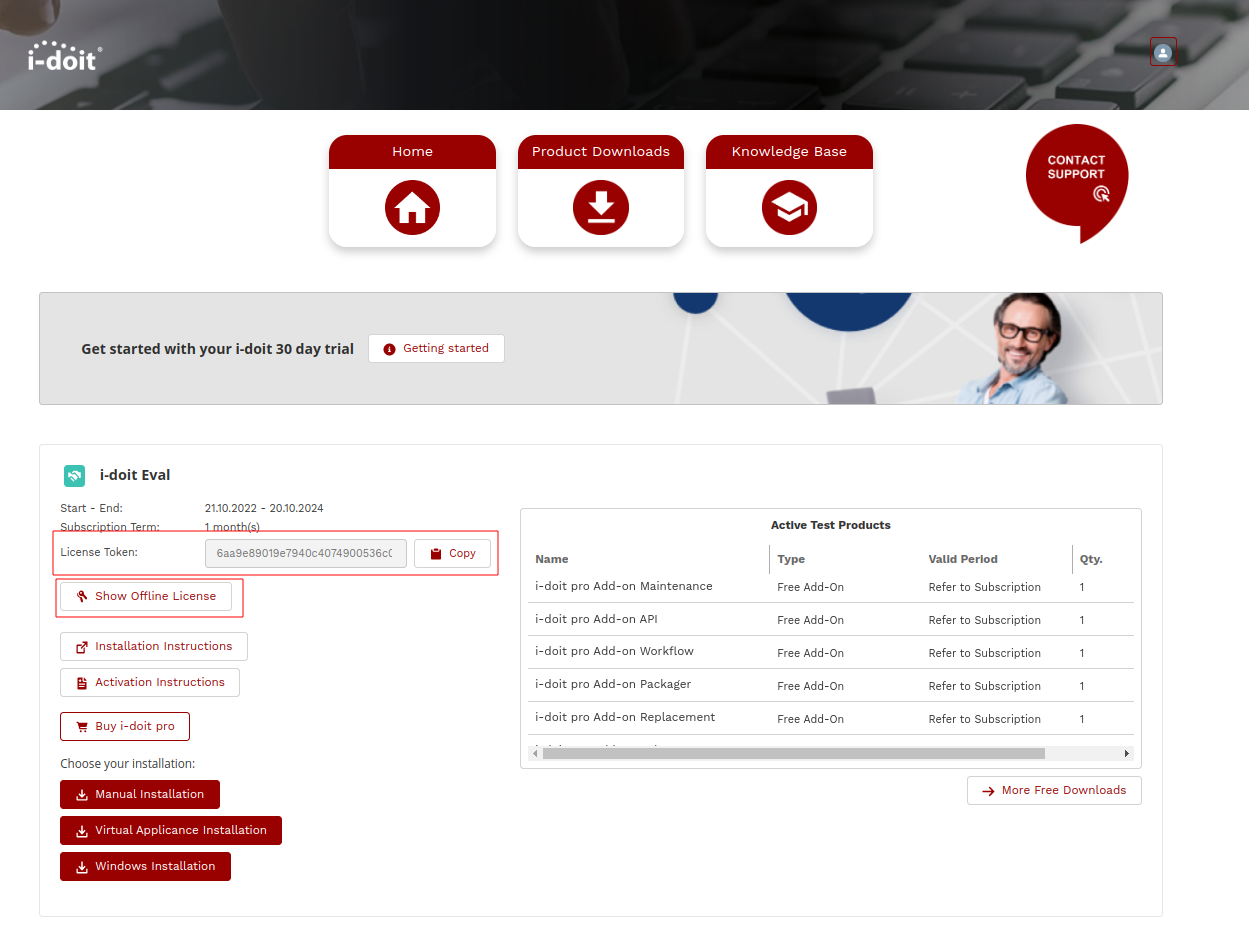 i-doit®
Home
Product Downloads
Knowledge Base
CONTACT
SUPPORT
Get started with your i-doit 30 day trial
Getting started
i-doit Eval
Start - End: 21.10.2022 - 20.10.2024
Subscription Term: 1 month(s)
License Token: 6aa9e89019e7940c4074900536c Copy
Show Offline License
Installation Instructions
Activation Instructions
Buy i-doit pro
Choose your installation:
Manual Installation
Virtual Applicance Installation
Windows Installation
Active Test Products
Name Type Valid Period Qty.
i-doit pro Add-on Maintenance Free Add-On Refer to Subscription 1
i-doit pro Add-on API Free Add-On Refer to Subscription 1
i-doit pro Add-on Workflow Free Add-On Refer to Subscription 1
i-doit pro Add-on Packager Free Add-On Refer to Subscription 1
i-doit pro Add-on Replacement Free Add-On Refer to Subscription 1
More Free Downloads